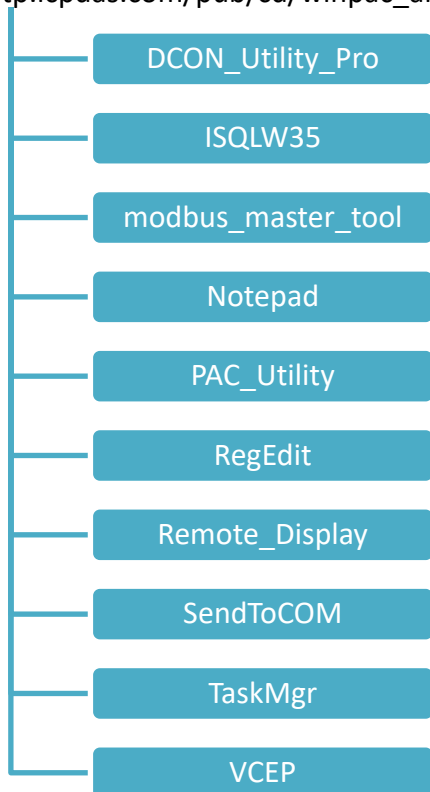 DCON_Utility_Pro
ISQLW35
modbus_master_tool
Notepad
PAC_Utility
RegEdit
Remote_Display
SendToCOM
TaskMgr
VCEP